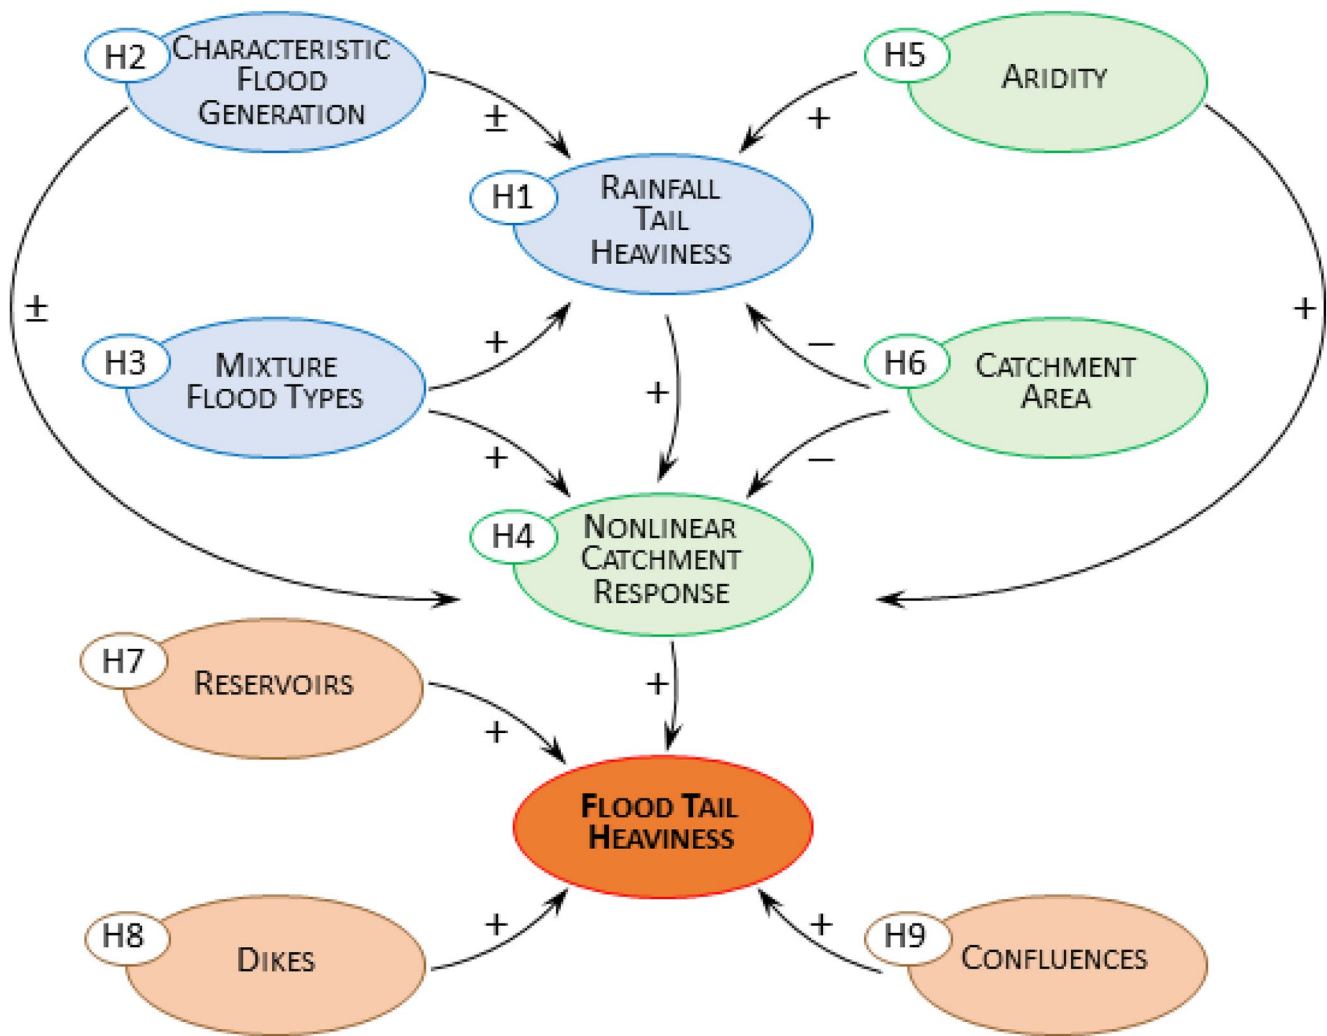 H2
CHARACTERISTIC
FLOOD
GENERATION
H5
ARIDITY
±
+
H1
RAINFALL
TAIL
HEAVINESS
±
+
H3
MIXTURE
FLOOD TYPES
+
–
H6
CATCHMENT
AREA
+
+
–
H4
NONLINEAR
CATCHMENT
RESPONSE
H7
RESERVOIRS
+
+
FLOOD TAIL
HEAVINESS
H8
DIKES
+
+
H9
CONFLUENCES